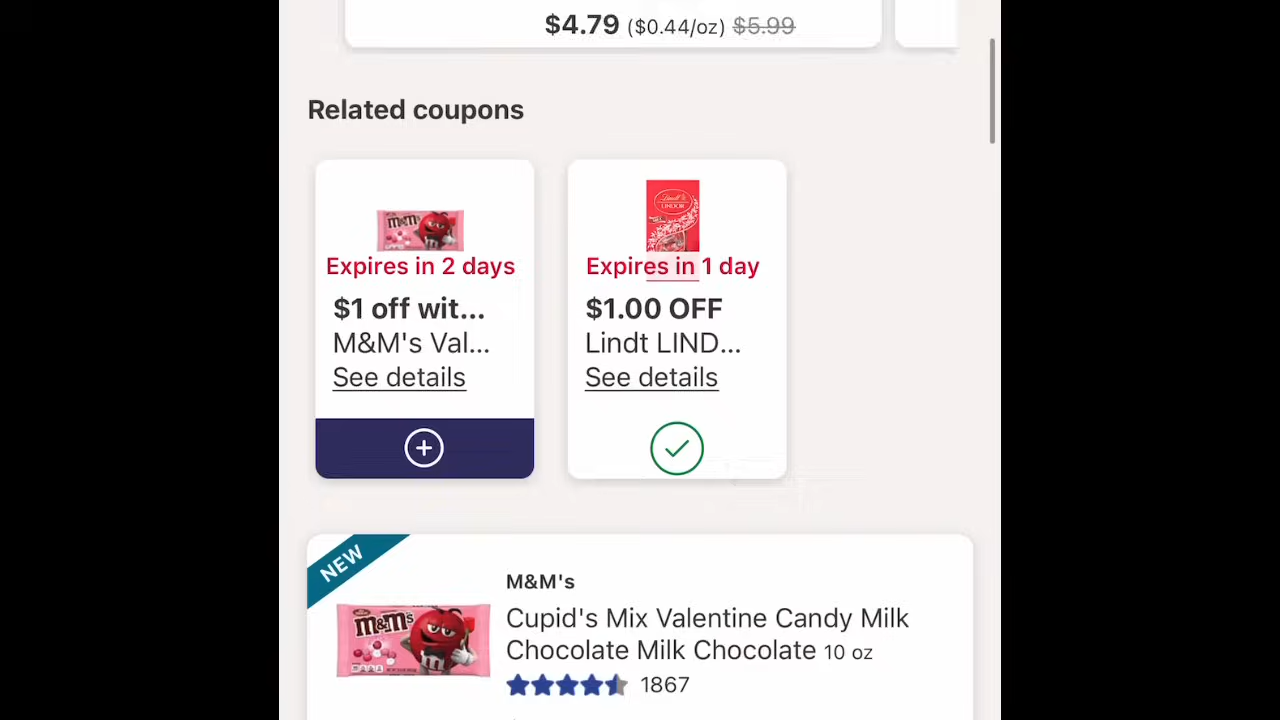 $4.79 ($0.44/oz) $5.99
Related coupons
M&M's
Expires in 2 days
$1 off wit...
M&M's Val...
See details
Lindt
LINDOR
Expires in 1 day
$1.00 OFF
Lindt LIND...
See details
NEW
M&M's
M&M's
Cupid's Mix Valentine Candy Milk
Chocolate Milk Chocolate 10 oz
1867